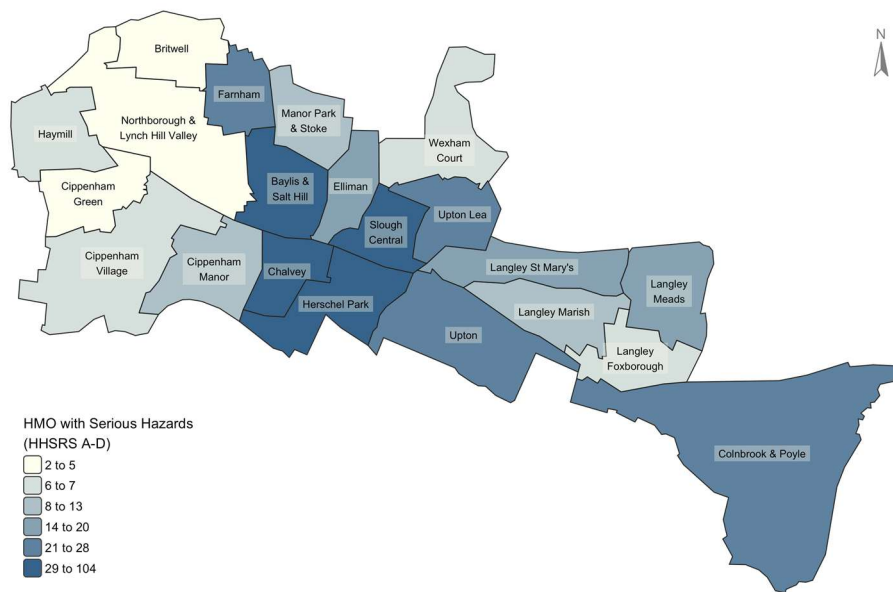 N
Britwell
Farnham
Manor Park
& Stoke
Northborough &
Lynch Hill Valley
Haymill
Wexham
Court
Cippenham
Green
Baylis &
Salt Hill
Elliman
Upton Lea
Slough
Central
Cippenham
Village
Cippenham
Manor
Chalvey
Langley St Mary's
Langley
Meads
Herschel Park
Langley Marish
Upton
Langley
Foxborough
Colnbrook & Poyle
HMO with Serious Hazards
(HHSRS A-D)
2 to 5
6 to 7
8 to 13
14 to 20
21 to 28
29 to 104